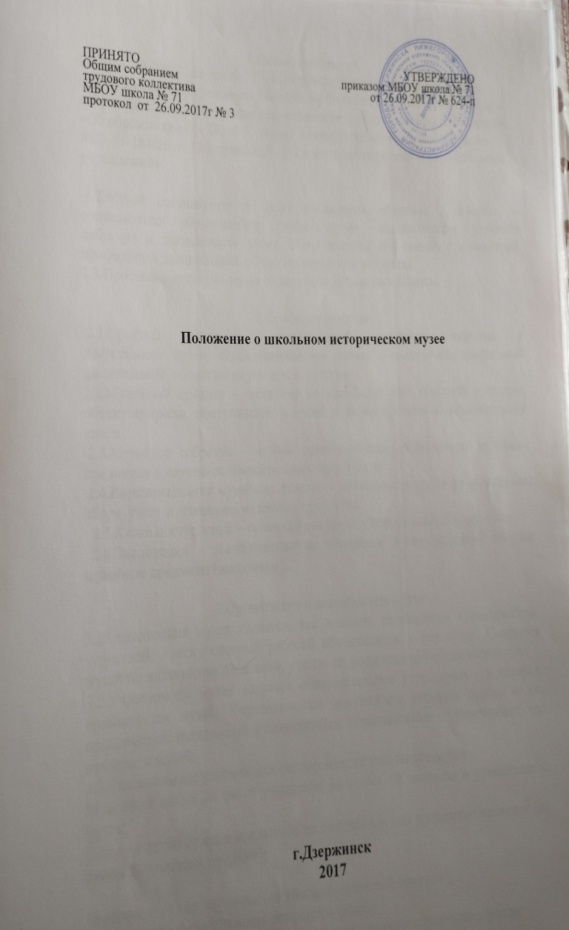 ПРИНЯТО
Общим собранием
трудового коллектива
МБОУ школа № 71
протокол от 26.09.2017г № 3
УТВЕРЖДЕНО
приказом МБОУ школа № 71
от 26.09.2017г № 624-п
Положение о школьном историческом музее
г.Дзержинск
2017